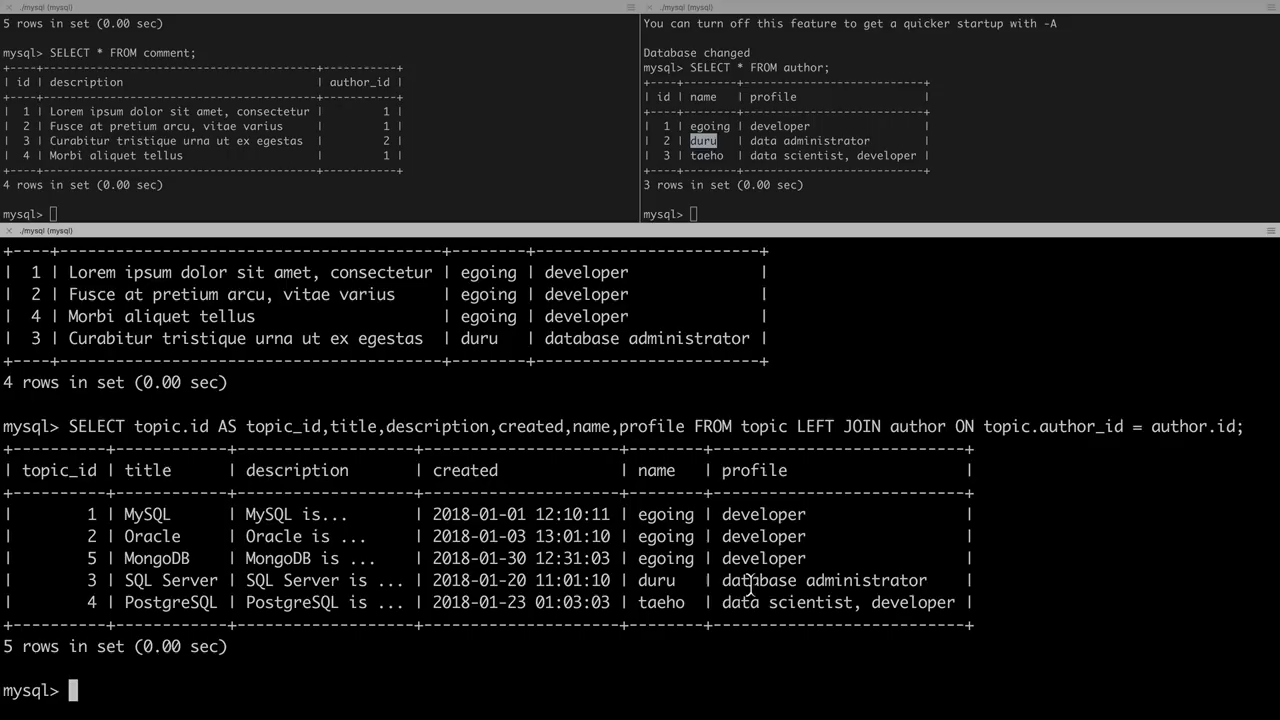 ./mysql (mysql)
5 rows in set (0.00 sec)
mysql> SELECT * FROM comment;
+----+------------------------------------+-----------+
| id | description                        | author_id |
+----+------------------------------------+-----------+
|  1 | Lorem ipsum dolor sit amet, consectetur |         1 |
|  2 | Fusce at pretium arcu, vitae varius     |         1 |
|  3 | Curabitur tristique urna ut ex egestas  |         2 |
|  4 | Morbi aliquet tellus                    |         1 |
+----+------------------------------------+-----------+
4 rows in set (0.00 sec)
mysql>
./mysql (mysql)
You can turn off this feature to get a quicker startup with -A
Database changed
mysql> SELECT * FROM author;
+----+--------+---------------------------+
| id | name   | profile                   |
+----+--------+---------------------------+
|  1 | egoing | developer                 |
|  2 | duru   | data administrator        |
|  3 | taeho  | data scientist, developer |
+----+--------+---------------------------+
3 rows in set (0.00 sec)
mysql>
./mysql (mysql)
+----+-----------------------------------------+--------+------------------------+
|  1 | Lorem ipsum dolor sit amet, consectetur | egoing | developer              |
|  2 | Fusce at pretium arcu, vitae varius     | egoing | developer              |
|  4 | Morbi aliquet tellus                    | egoing | developer              |
|  3 | Curabitur tristique urna ut ex egestas  | duru   | database administrator |
+----+-----------------------------------------+--------+------------------------+
4 rows in set (0.00 sec)
mysql> SELECT topic.id AS topic_id,title,description,created,name,profile FROM topic LEFT JOIN author ON topic.author_id = author.id;
+----------+------------+-------------------+---------------------+--------+---------------------------+
| topic_id | title      | description       | created             | name   | profile                   |
+----------+------------+-------------------+---------------------+--------+---------------------------+
|        1 | MySQL      | MySQL is...       | 2018-01-01 12:10:11 | egoing | developer                 |
|        2 | Oracle     | Oracle is ...     | 2018-01-03 13:01:10 | egoing | developer                 |
|        5 | MongoDB    | MongoDB is ...    | 2018-01-30 12:31:03 | egoing | developer                 |
|        3 | SQL Server | SQL Server is ... | 2018-01-20 11:01:10 | duru   | database administrator    |
|        4 | PostgreSQL | PostgreSQL is ... | 2018-01-23 01:03:03 | taeho  | data scientist, developer |
+----------+------------+-------------------+---------------------+--------+---------------------------+
5 rows in set (0.00 sec)
mysql>